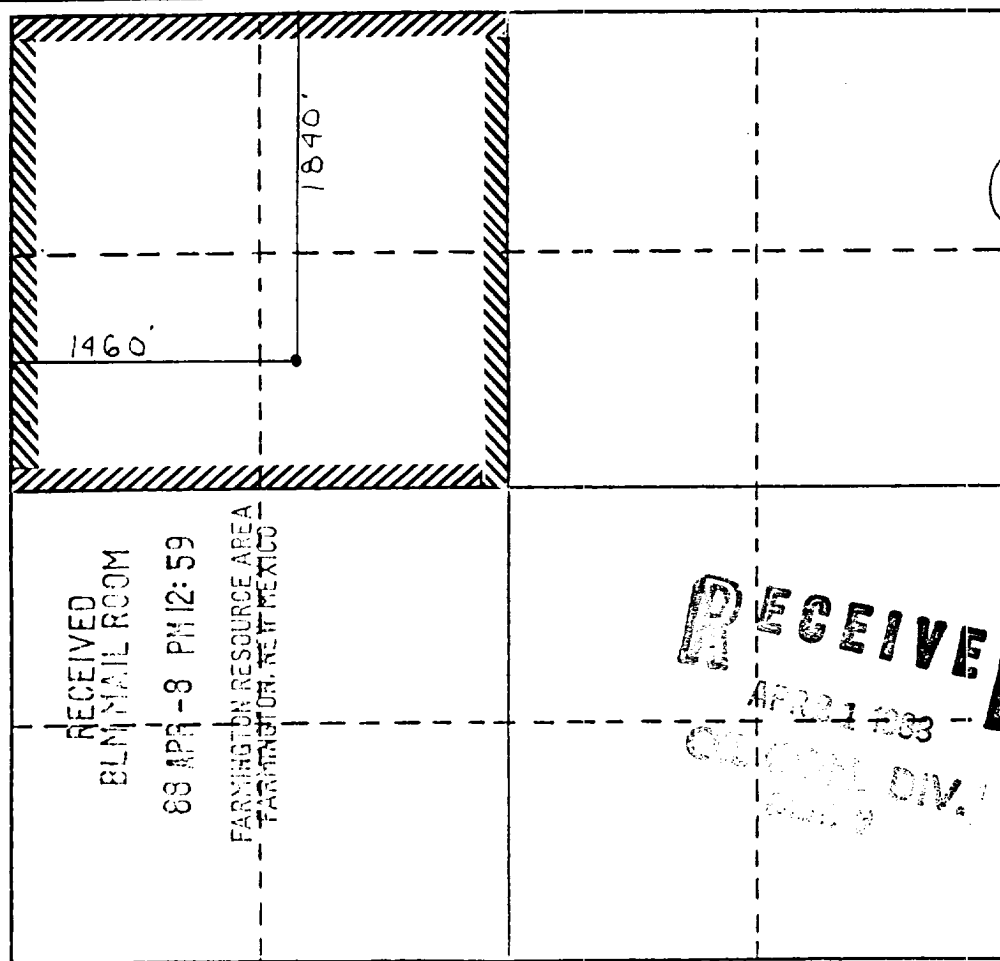 1840'
1460'
RECEIVED
BLM MAIL ROOM
88 APR -8 PM 12:59
FARMINGTON RESOURCE AREA
FARMINGTON, NEW MEXICO
RECEIVE
APR
DIV.